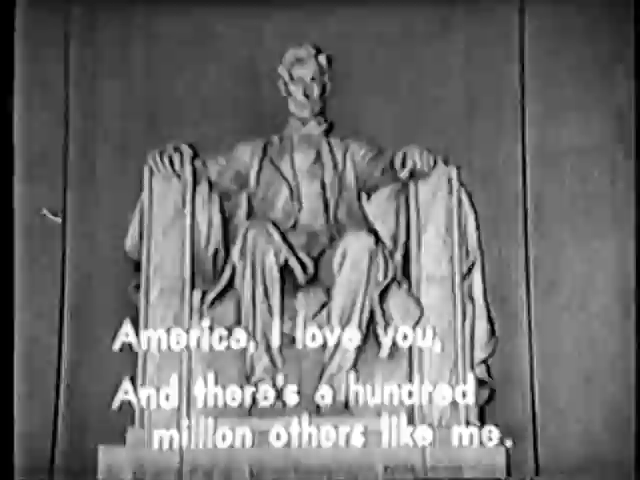 America, I love you,
And there's a hundred
million others like me.